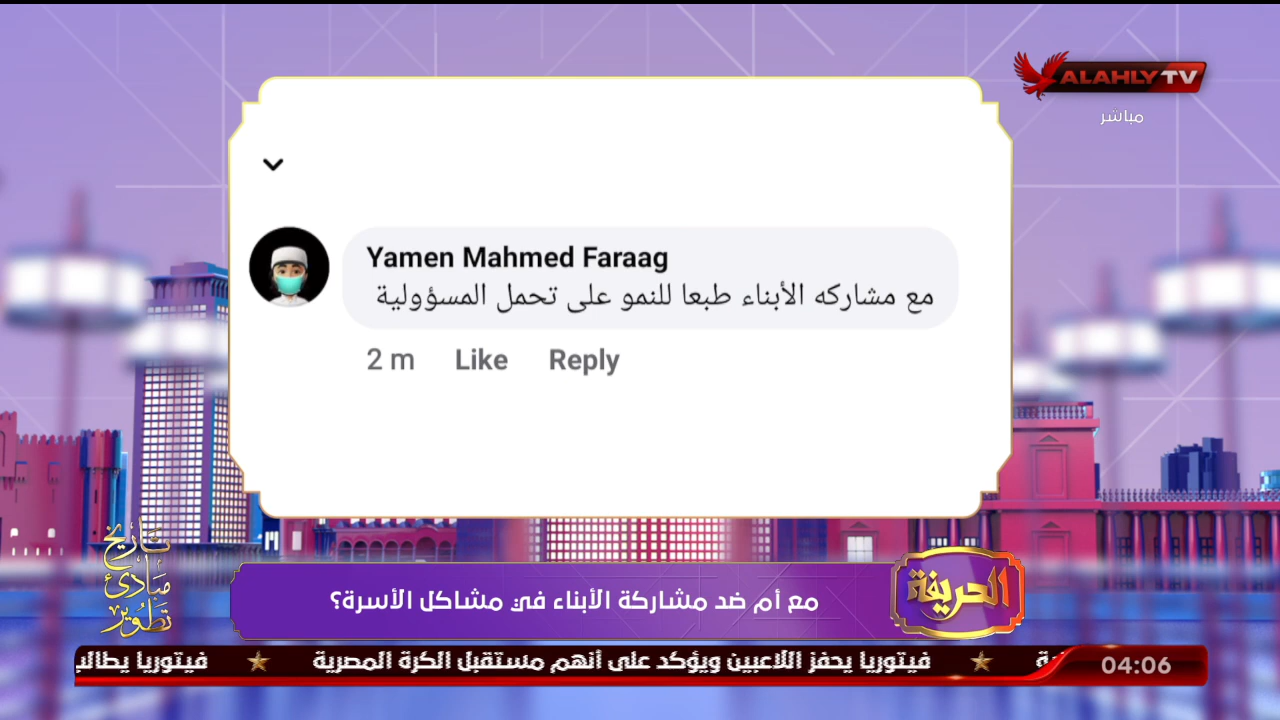 ALAHLY TV
مباشر
Yamen Mahmed Faraag
مع مشاركه الأبناء طبعا للنمو على تحمل المسؤولية
2 m Like Reply
تاريخ
مبادئ
تطوير
الحريفة
مع أم ضد مشاركة الأبناء في مشاكل الأسرة؟
فيتوريا يحفز اللاعبين ويؤكد على أنهم مستقبل الكرة المصرية ★ فيتوريا
04:06